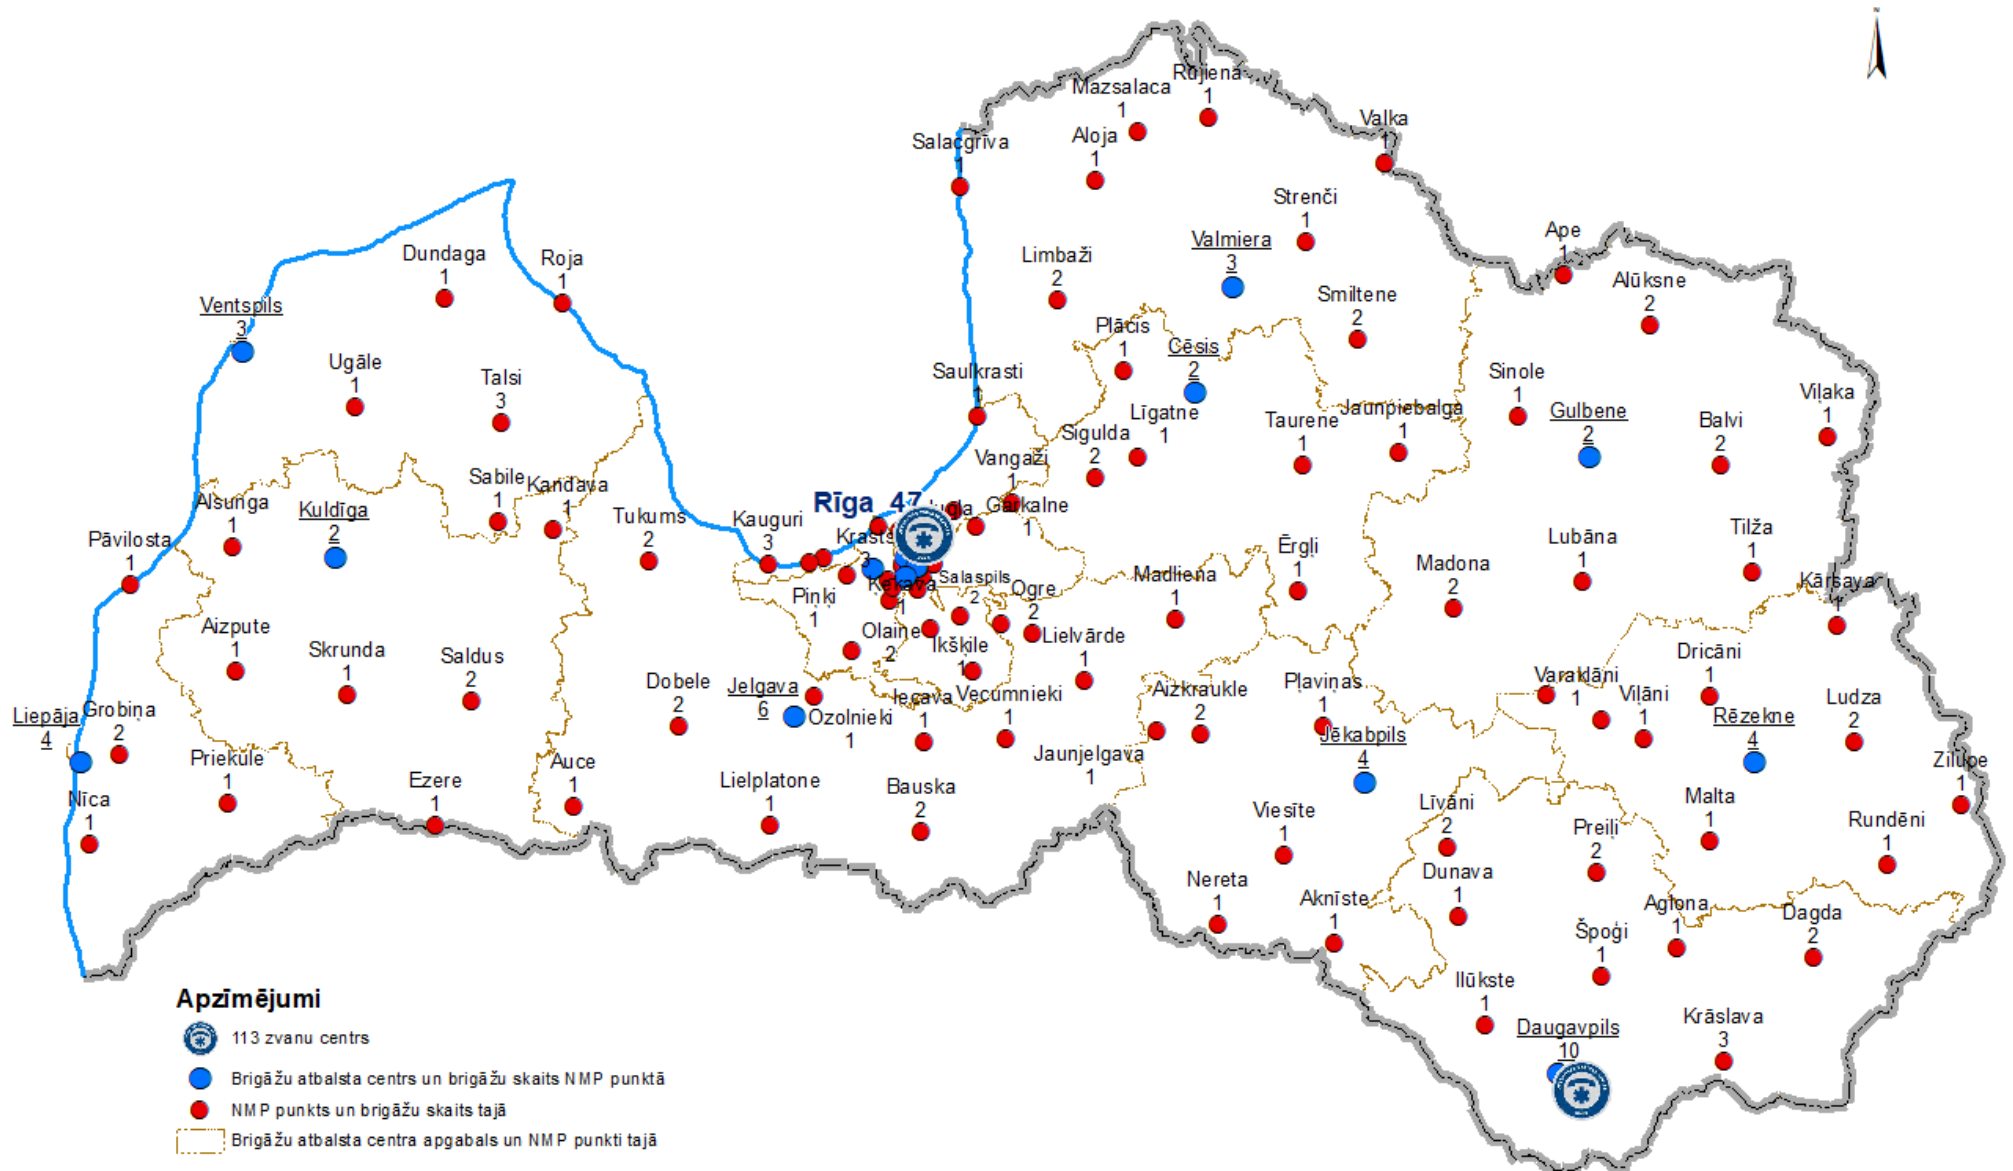 N
Rūjiena
1
Mazsalaca
1
Valka
1
Aloja
1
Salacgrīva
1
Strenči
1
Valmiera
3
Ape
1
Dundaga
1
Roja
1
Limbaži
2
Alūksne
2
Smiltene
2
Ventspils
3
Plācis
1
Cēsis
2
Ugāle
1
Talsi
3
Saulkrasti
1
Sinole
1
Viļaka
1
Līgatne
1
Jaunpiebalga
1
Gulbene
2
Taurene
1
Balvi
2
Sigulda
2
Vangaži
1
Sabile
1
Kandava
1
Rīga 47
Alsunga
1
Kuldīga
2
Garkalne
1
Tukums
2
Kauguri
3
Krasts
3
Tilža
1
Lubāna
1
Pāvilosta
1
Ērgļi
1
Madona
2
Madliena
1
Salaspils
2
Ķekava
1
Ogre
2
Kārsava
1
Piņķi
1
Aizpute
1
Olaine
2
Lielvārde
1
Ikšķile
1
Skrunda
1
Saldus
2
Dricāni
1
Dobele
2
Jelgava
6
Pļaviņas
1
Aizkraukle
2
Varakļāni
1
Viļāni
1
Ludza
2
Iecava
1
Vecumnieki
1
Grobiņa
2
Liepāja
4
Ozolnieki
1
Rēzekne
4
Jēkabpils
4
Jaunjelgava
1
Priekule
1
Auce
1
Zilupe
1
Ezere
1
Lielplatone
1
Bauska
2
Nīca
1
Malta
1
Līvāni
2
Viesīte
1
Preiļi
2
Rundēni
1
Dunava
1
Nereta
1
Aknīste
1
Aglona
1
Dagda
2
Špoģi
1
Ilūkste
1
Krāslava
3
Daugavpils
10
Apzīmējumi
113 zvanu centrs
Brigāžu atbalsta centrs un brigāžu skaits NMP punktā
NMP punkts un brigāžu skaits tajā
Brigāžu atbalsta centra apgabals un NMP punkti tajā